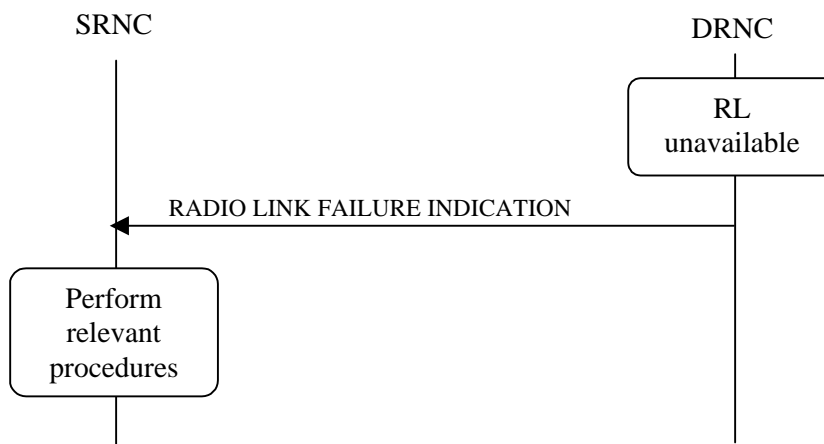 SRNC
DRNC
RL
unavailable
RADIO LINK FAILURE INDICATION
Perform
relevant
procedures